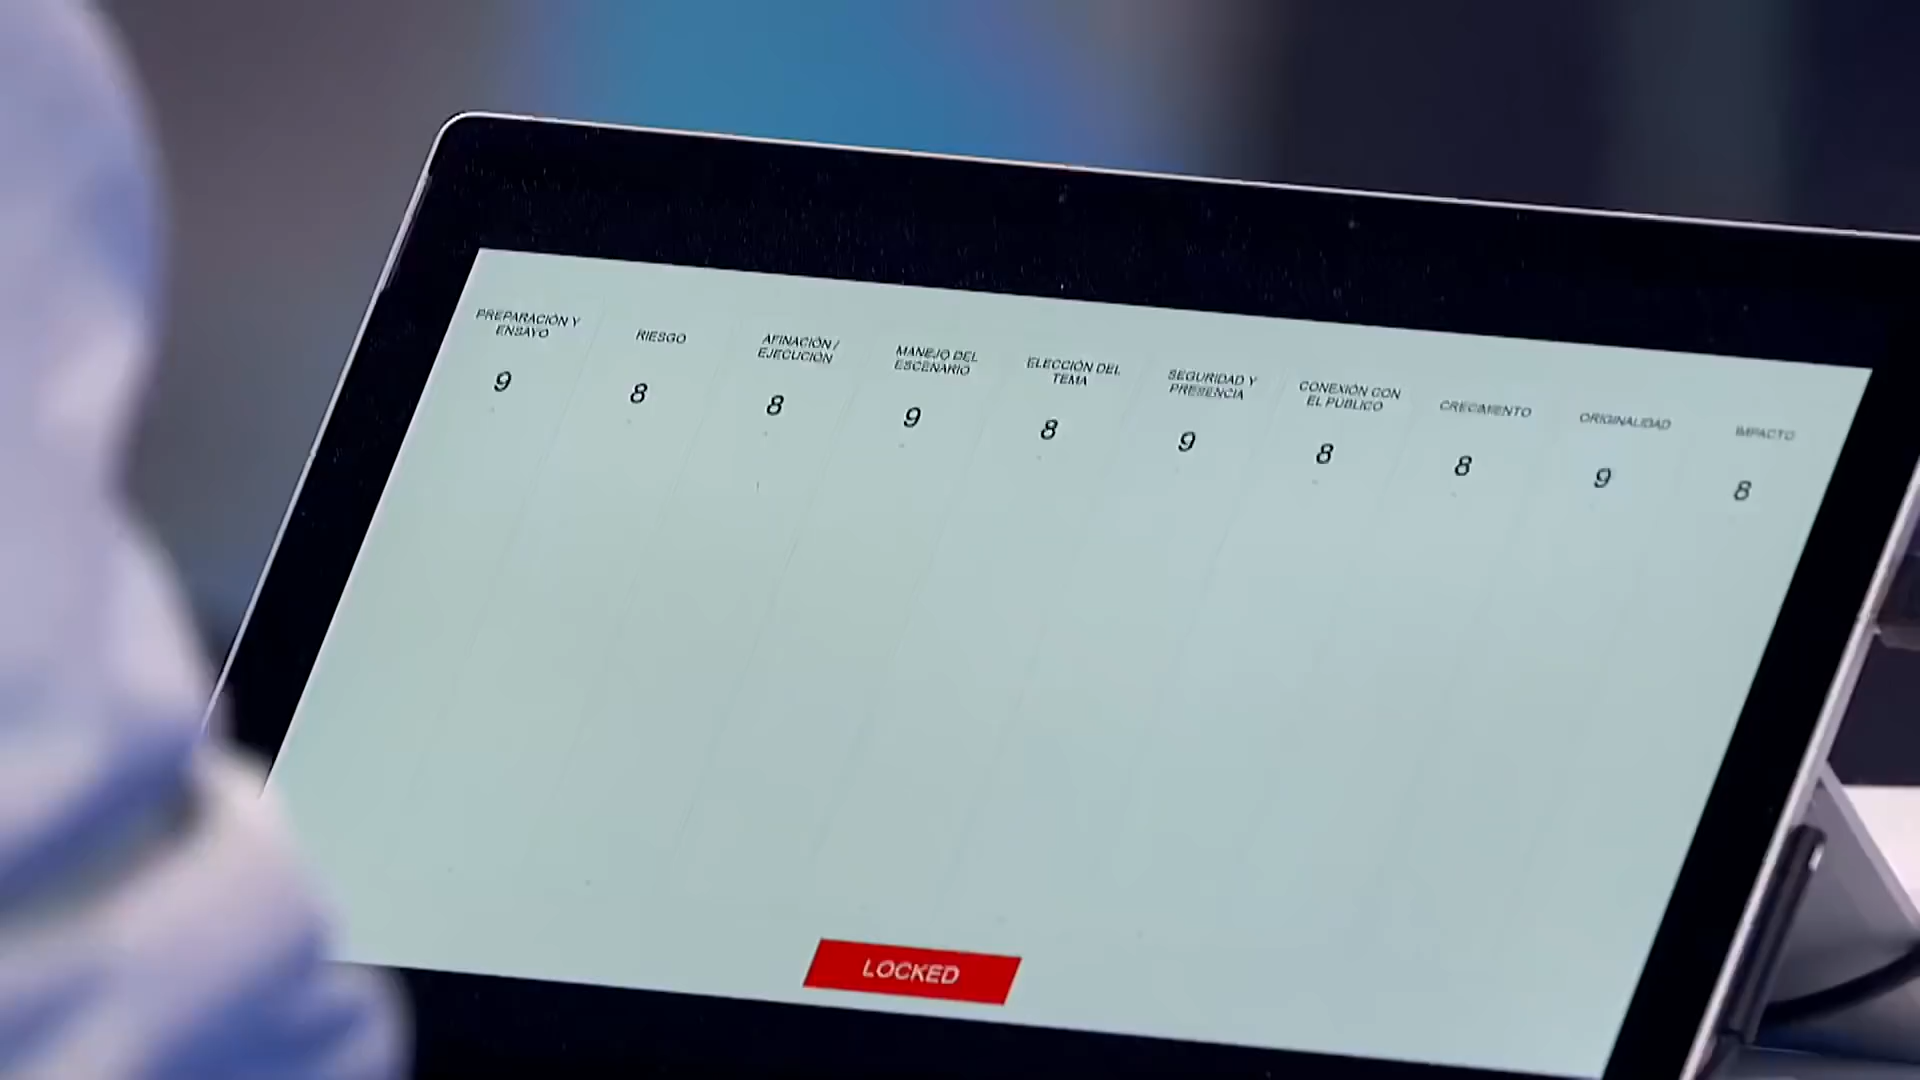 PREPARACIÓN Y
ENSAYO
9
RIESGO
8
AFINACIÓN /
EJECUCIÓN
8
MANEJO DEL
ESCENARIO
9
ELECCIÓN DEL
TEMA
8
SEGURIDAD Y
PRESENCIA
9
CONEXIÓN CON
EL PÚBLICO
8
CRECIMIENTO
8
ORIGINALIDAD
9
IMPACTO
8
LOCKED